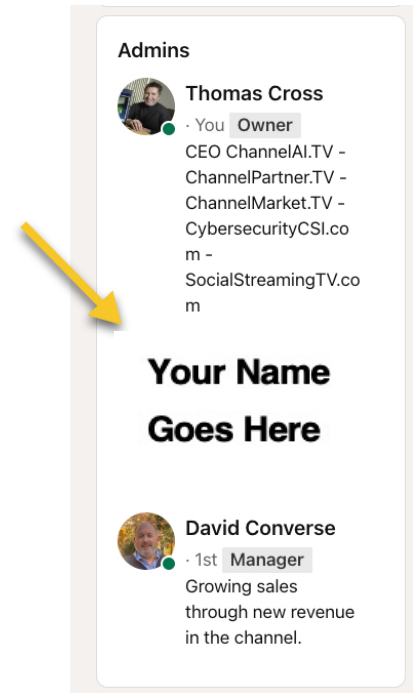 Admins
Thomas Cross
· You Owner
CEO ChannelAI.TV -
ChannelPartner.TV -
ChannelMarket.TV -
CybersecurityCSI.co
m -
SocialStreamingTV.co
m
Your Name
Goes Here
David Converse
· 1st Manager
Growing sales
through new revenue
in the channel.